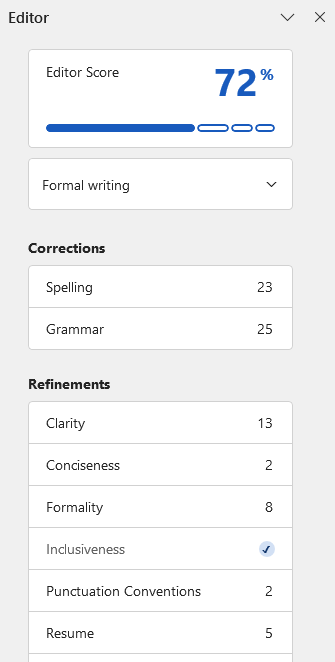 Editor
Editor Score
72%
Formal writing
Corrections
Spelling 23
Grammar 25
Refinements
Clarity 13
Conciseness 2
Formality 8
Inclusiveness
Punctuation Conventions 2
Resume 5